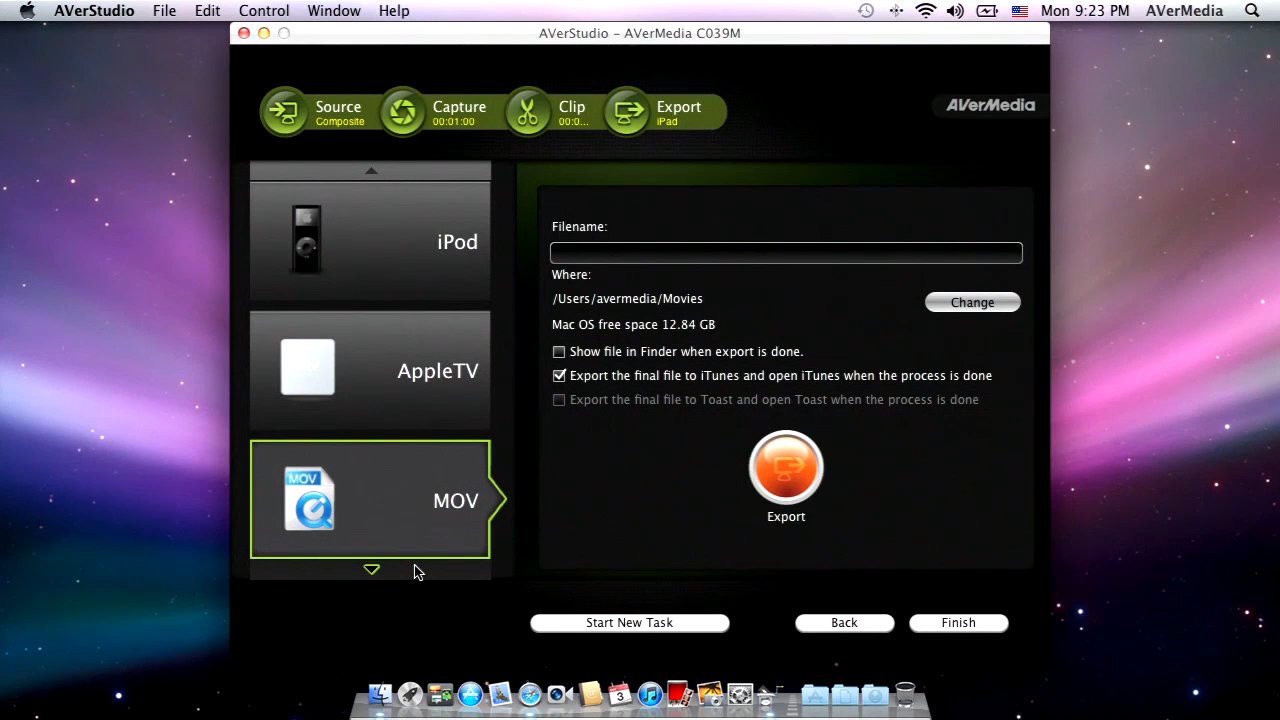 AVerStudio File Edit Control Window Help Mon 9:23 PM AVerMedia
AVerStudio – AVerMedia C039M
Source
Composite
Capture
00:01:00
Clip
00:0...
Export
iPad
AVerMedia
iPod
AppleTV
MOV
MOV
Filename:
Where:
/Users/avermedia/Movies
Change
Mac OS free space 12.84 GB
Show file in Finder when export is done.
Export the final file to iTunes and open iTunes when the process is done
Export the final file to Toast and open Toast when the process is done
Export
Start New Task
Back
Finish
3